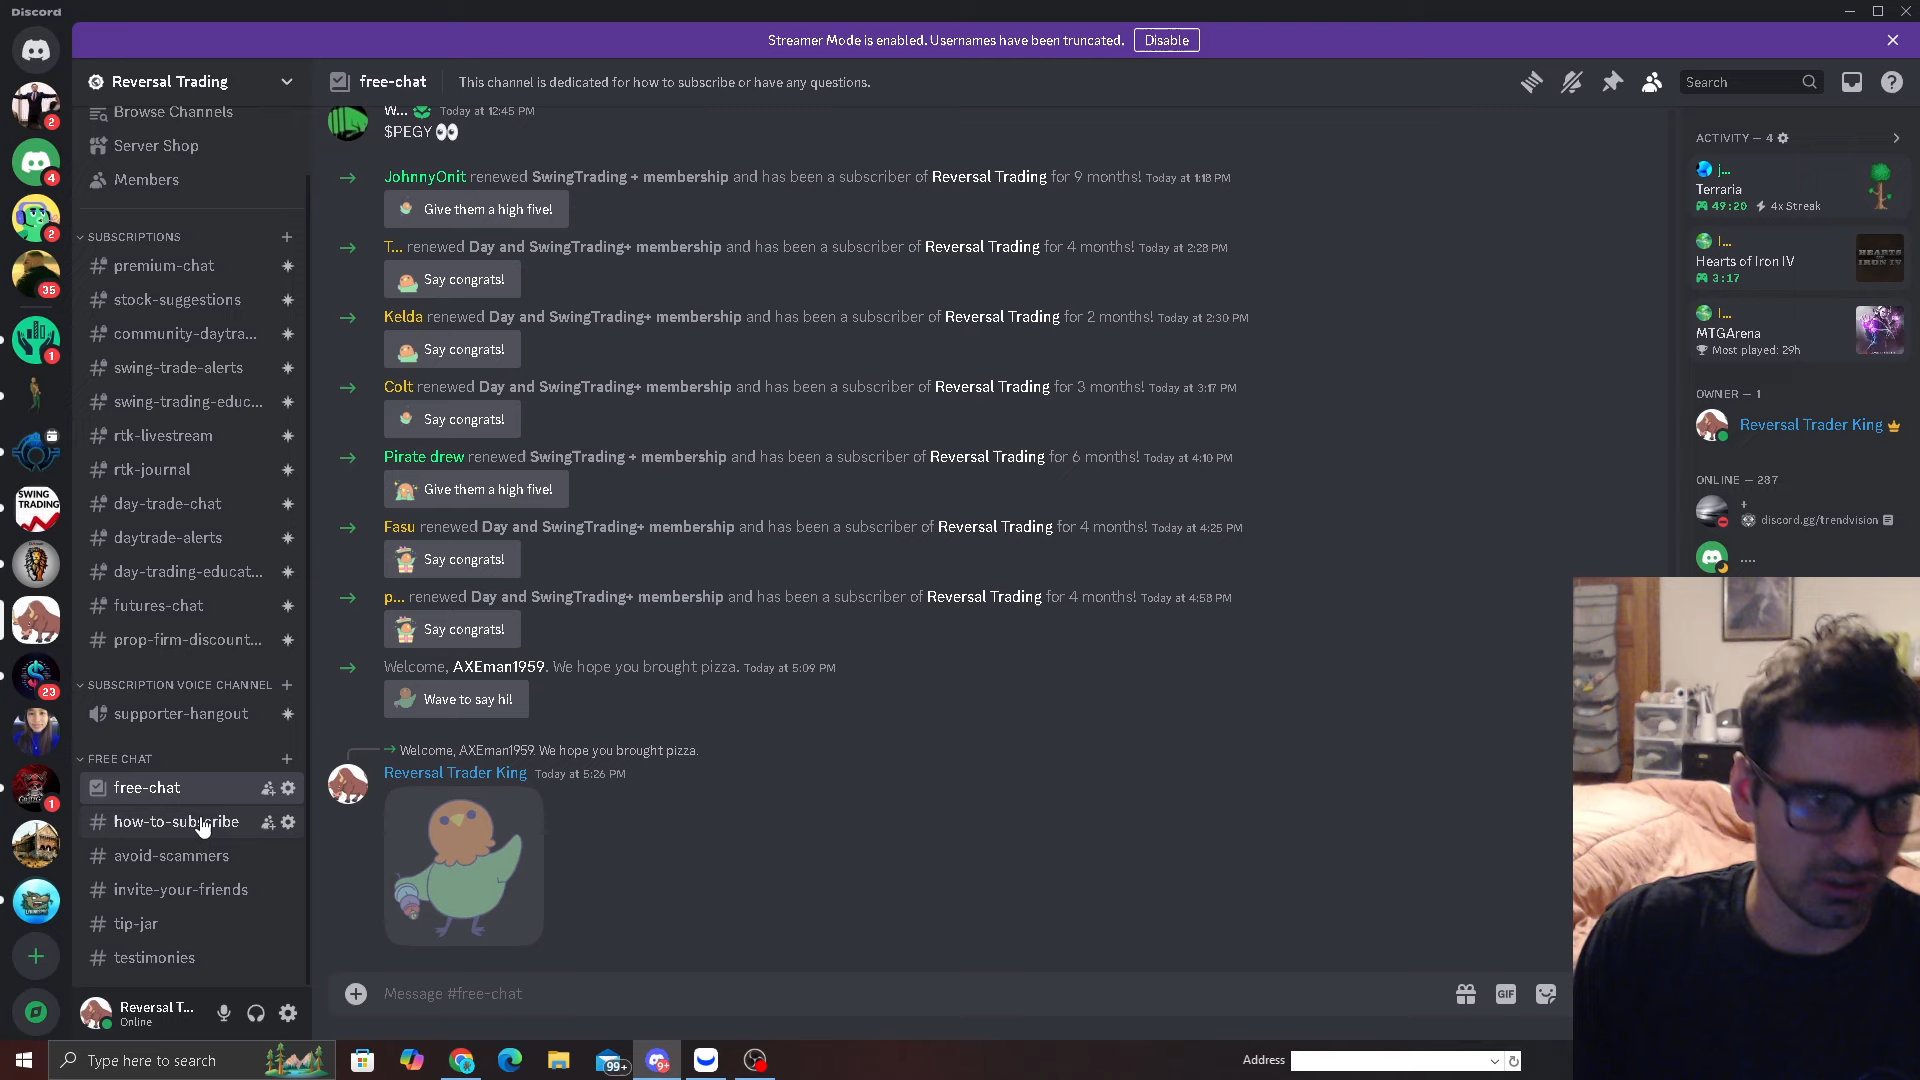 Discord
Streamer Mode is enabled. Usernames have been truncated.
Disable
Reversal Trading
free-chat
This channel is dedicated for how to subscribe or have any questions.
Search
Browse Channels
Server Shop
Members
SUBSCRIPTIONS
premium-chat
stock-suggestions
community-daytra...
swing-trade-alerts
swing-trading-educ...
rtk-livestream
rtk-journal
day-trade-chat
daytrade-alerts
day-trading-educat...
futures-chat
prop-firm-discount...
SUBSCRIPTION VOICE CHANNEL
supporter-hangout
FREE CHAT
free-chat
how-to-subscribe
avoid-scammers
invite-your-friends
tip-jar
testimonies
Reversal T...
Online
2
4
2
35
1
SWING
TRADING
23
1
W... Today at 12:45 PM
$PEGY 👀
JohnnyOnit renewed SwingTrading + membership and has been a subscriber of Reversal Trading for 9 months! Today at 1:18 PM
Give them a high five!
T... renewed Day and SwingTrading+ membership and has been a subscriber of Reversal Trading for 4 months! Today at 2:28 PM
Say congrats!
Kelda renewed Day and SwingTrading+ membership and has been a subscriber of Reversal Trading for 2 months! Today at 2:30 PM
Say congrats!
Colt renewed Day and SwingTrading+ membership and has been a subscriber of Reversal Trading for 3 months! Today at 3:17 PM
Say congrats!
Pirate drew renewed SwingTrading + membership and has been a subscriber of Reversal Trading for 6 months! Today at 4:10 PM
Give them a high five!
Fasu renewed Day and SwingTrading+ membership and has been a subscriber of Reversal Trading for 4 months! Today at 4:25 PM
Say congrats!
p... renewed Day and SwingTrading+ membership and has been a subscriber of Reversal Trading for 4 months! Today at 4:58 PM
Say congrats!
Welcome, AXEman1959. We hope you brought pizza. Today at 5:09 PM
Wave to say hi!
Welcome, AXEman1959. We hope you brought pizza.
Reversal Trader King Today at 5:26 PM
Message #free-chat
GIF
ACTIVITY — 4
j...
Terraria
49:20 4x Streak
I...
Hearts of Iron IV
3:17
HEARTS
OF
IRON IV
I...
MTGArena
Most played: 29h
OWNER — 1
Reversal Trader King
ONLINE — 287
+
discord.gg/trendvision
....
Type here to search
99+
9+
Address